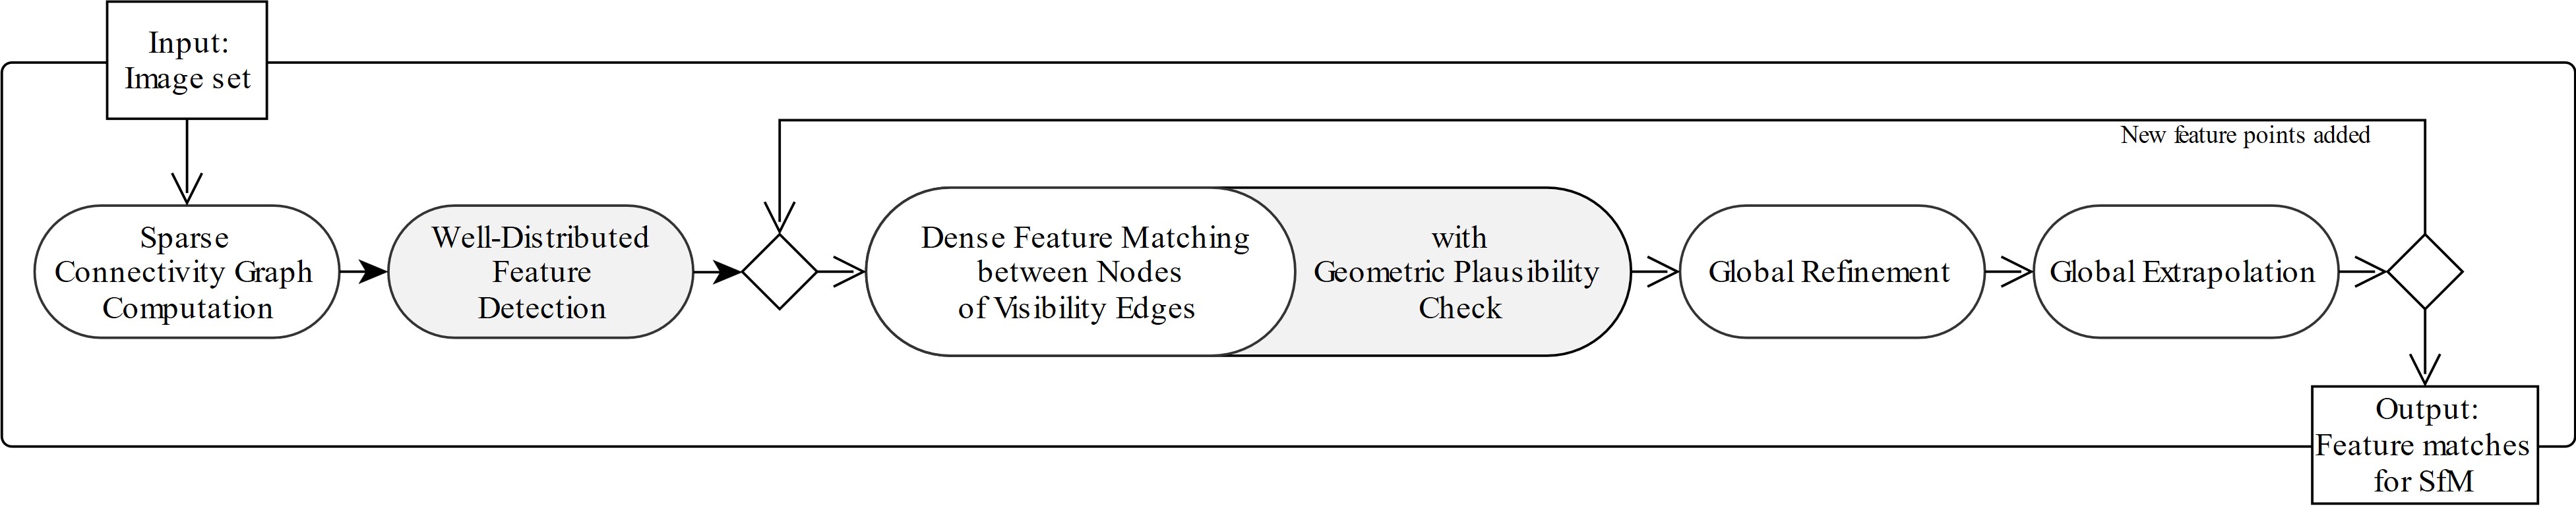 Input:
Image set
New feature points added
Sparse
Connectivity Graph
Computation
Well-Distributed
Feature
Detection
Dense Feature Matching
between Nodes
of Visibility Edges
with
Geometric Plausibility
Check
Global Refinement
Global Extrapolation
Output:
Feature matches
for SfM